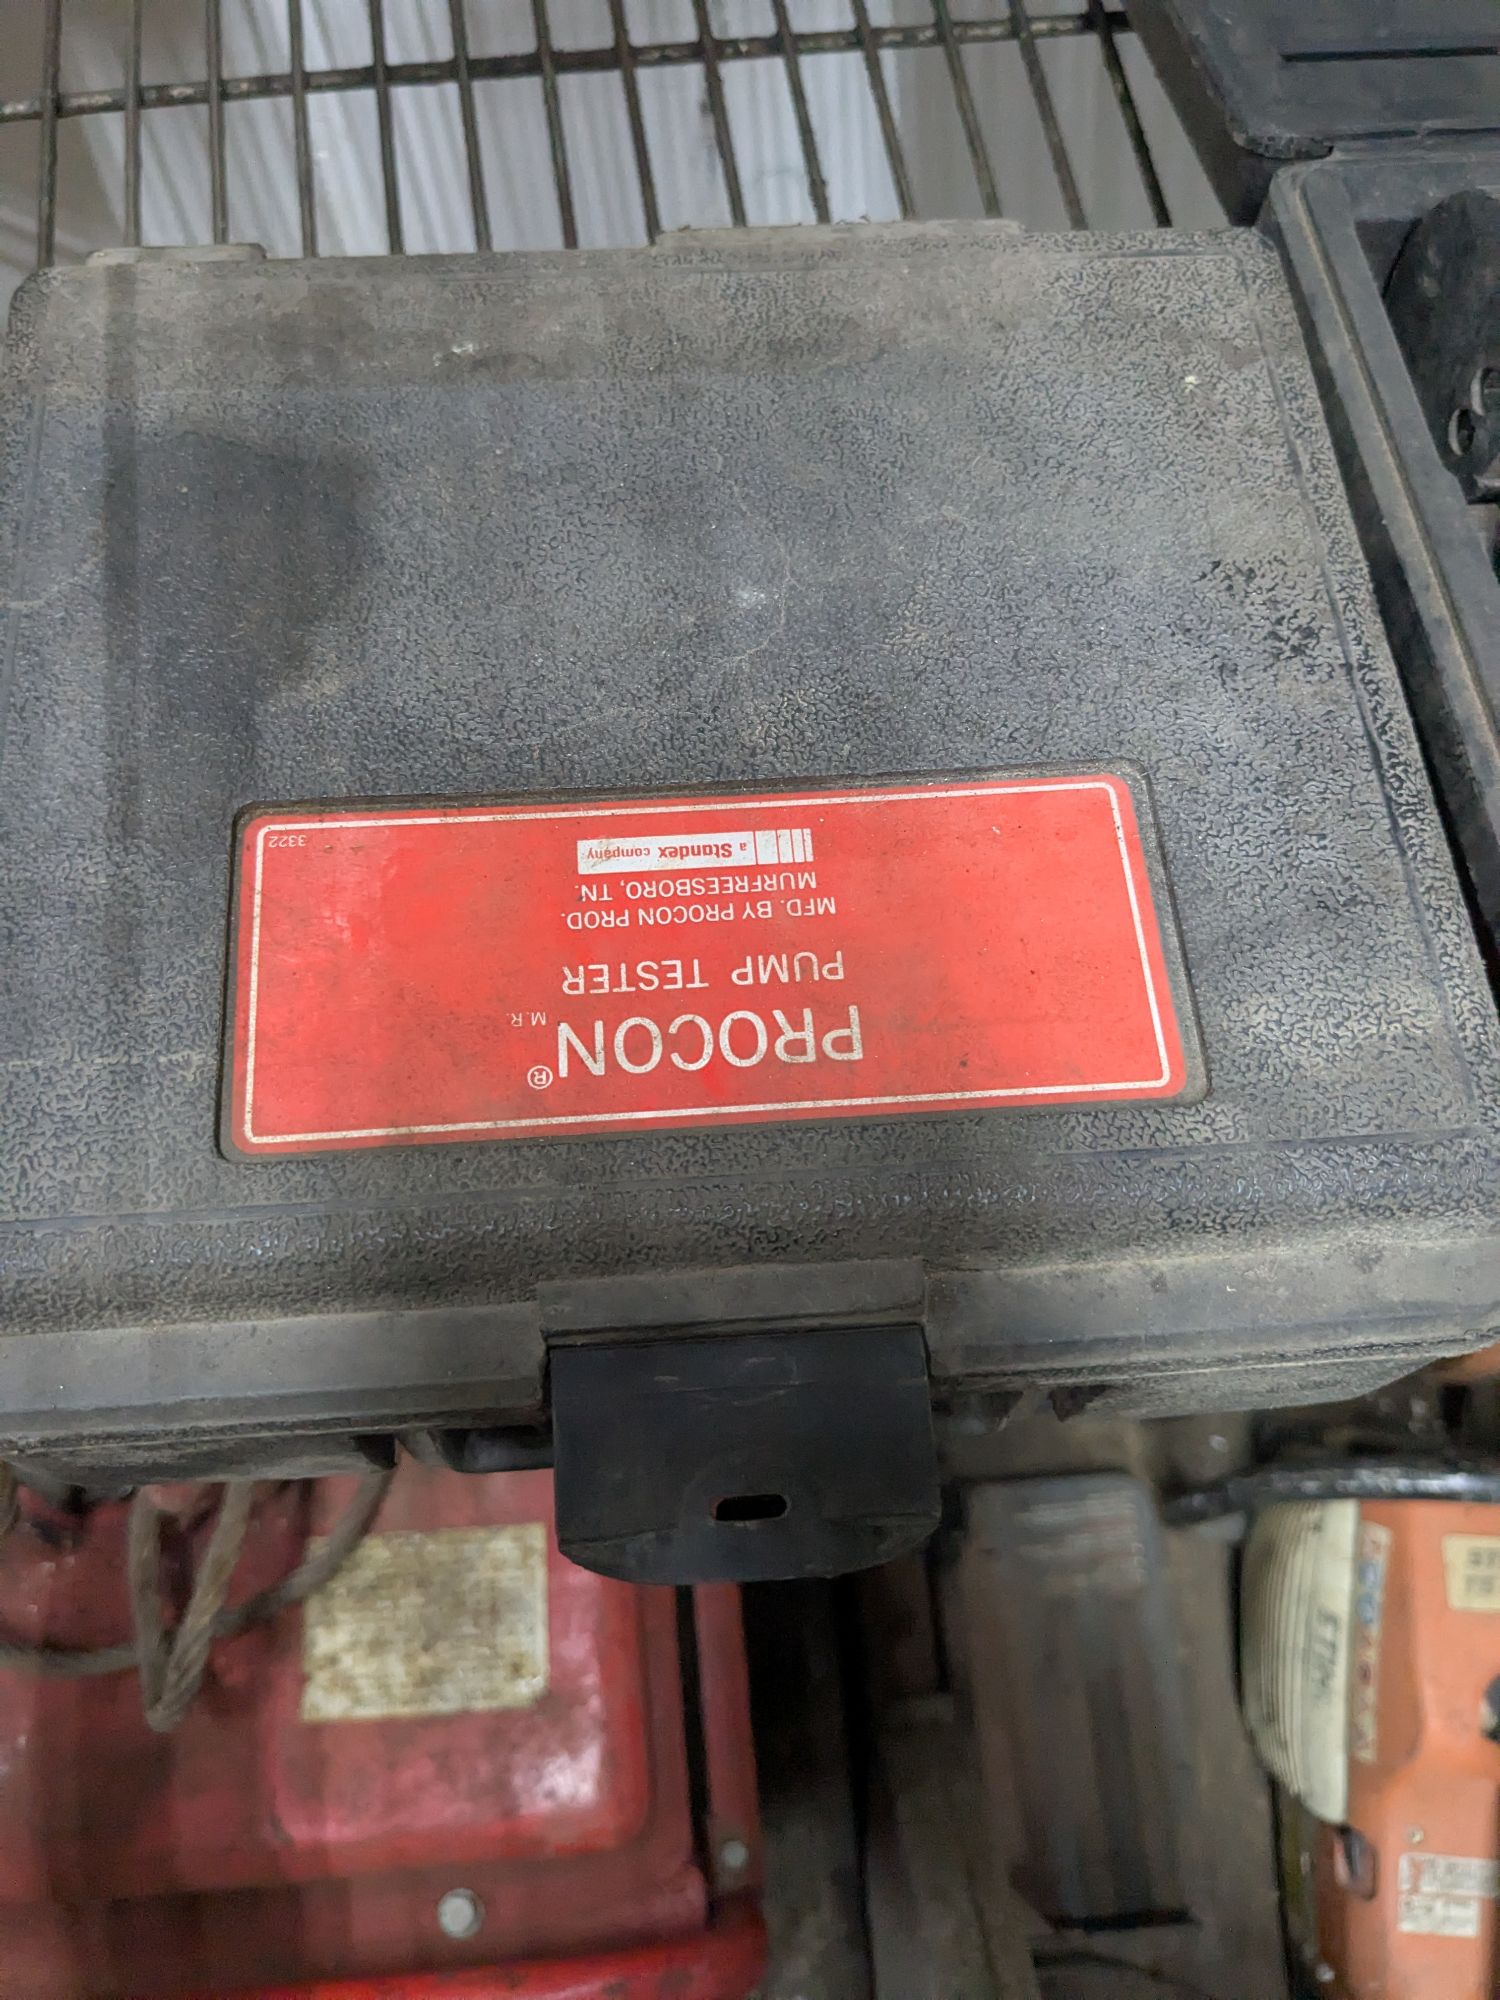 PROCON®
M.R.
PUMP TESTER
MFD. BY PROCON PROD.
MURFREESBORO, TN.
a Standex company
3322